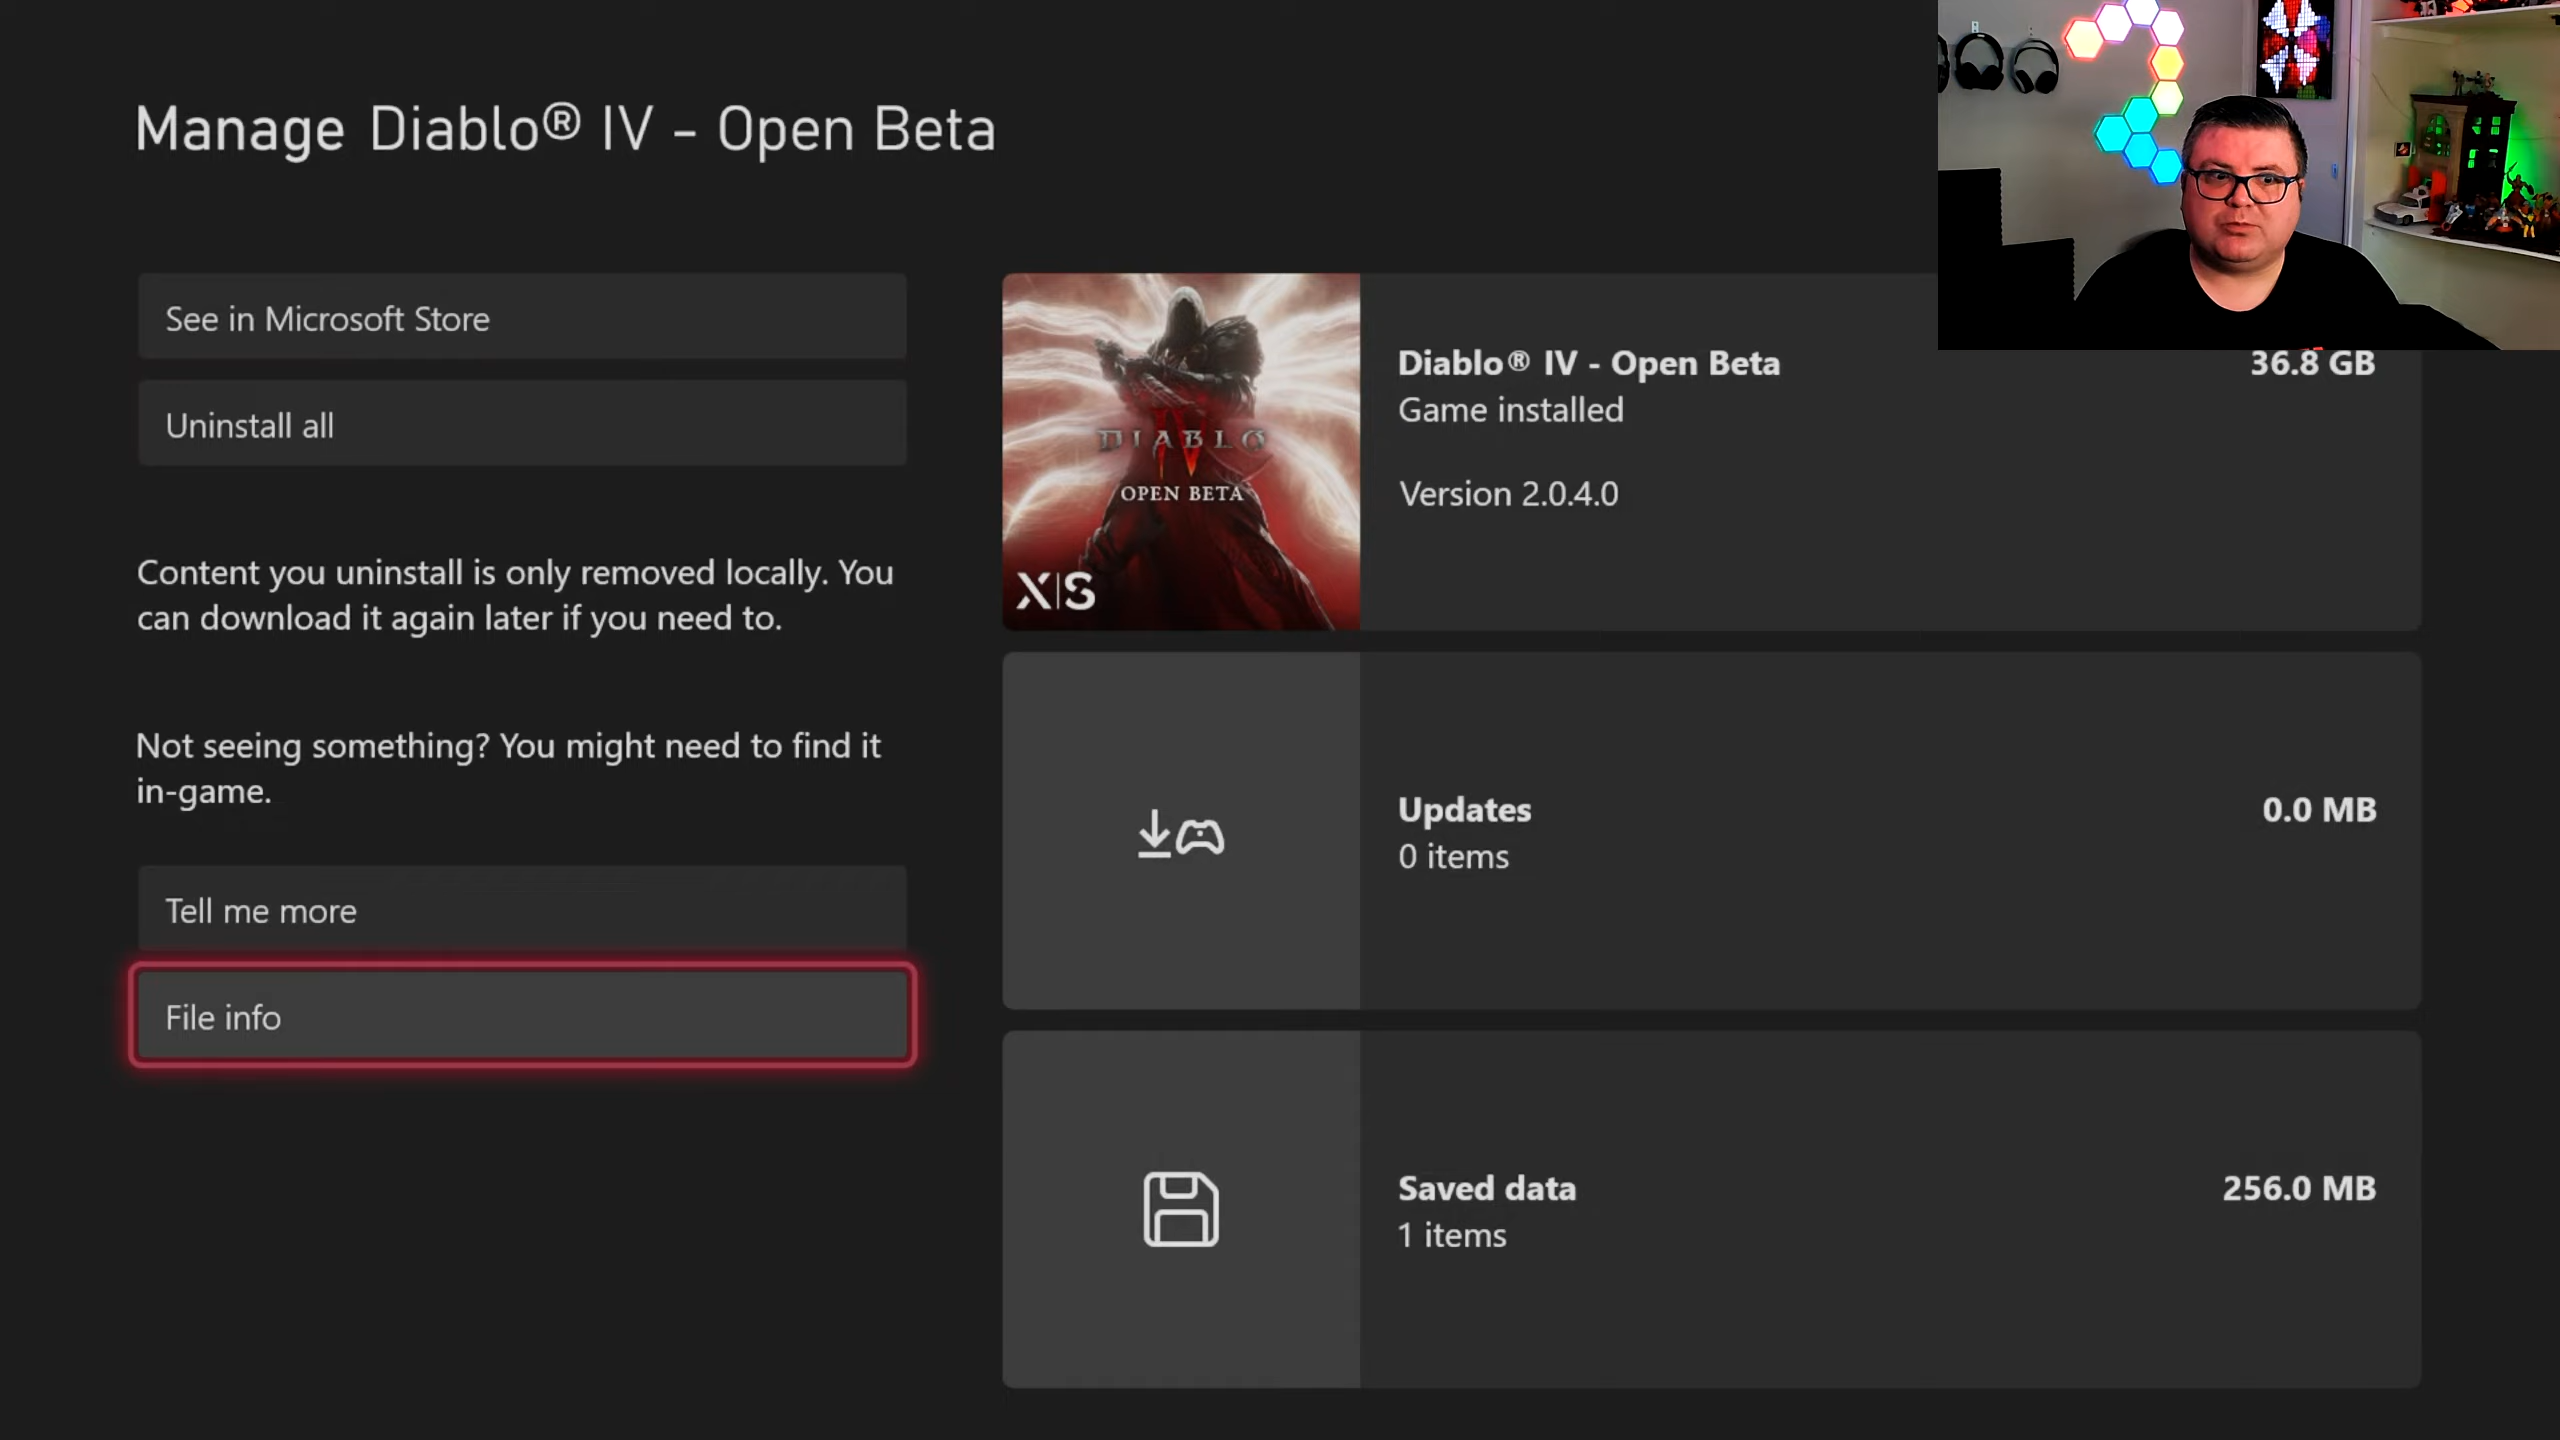 Manage Diablo® IV - Open Beta
See in Microsoft Store
Uninstall all
Content you uninstall is only removed locally. You
can download it again later if you need to.
Not seeing something? You might need to find it
in-game.
Tell me more
File info
DIABLO
IV
OPEN BETA
X|S
Diablo® IV - Open Beta
36.8 GB
Game installed
Version 2.0.4.0
Updates
0.0 MB
0 items
Saved data
256.0 MB
1 items